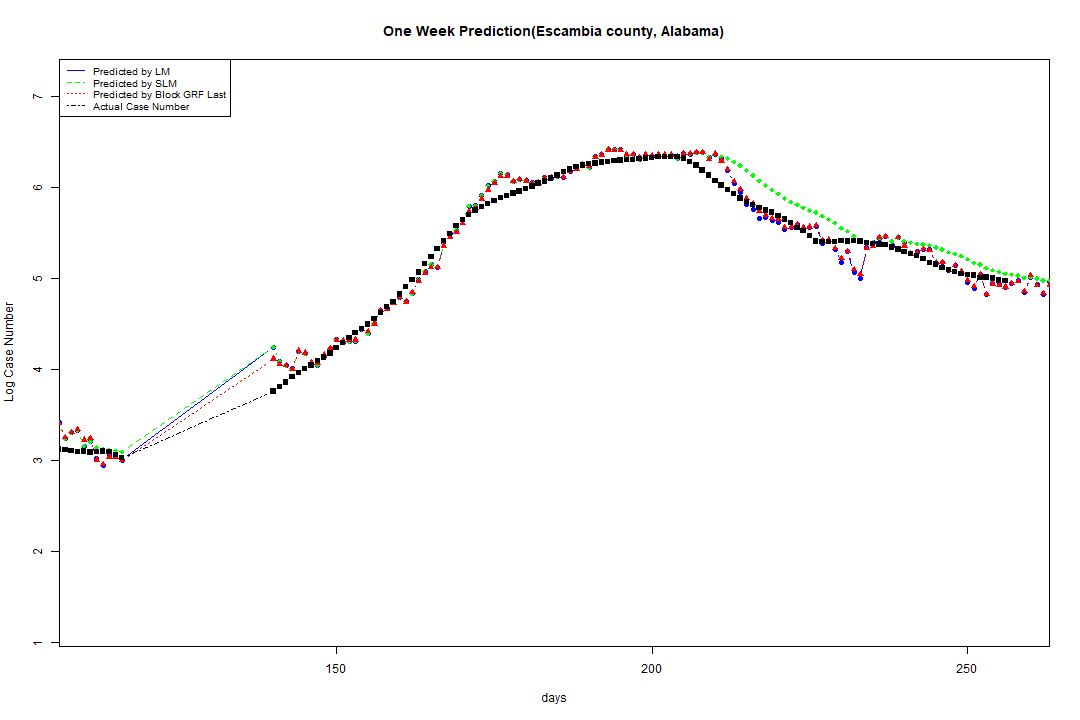 One Week Prediction(Escambia county, Alabama)
Predicted by LM
Predicted by SLM
Predicted by Block GRF Last
Actual Case Number
7
6
5
4
3
2
1
Log Case Number
150
200
250
days